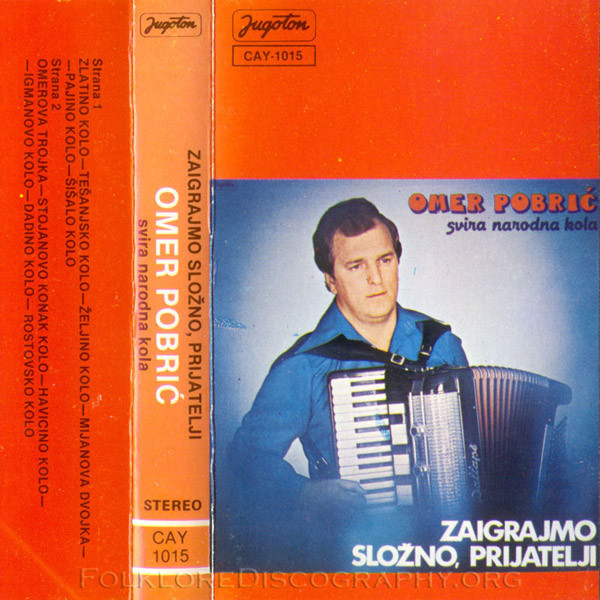 Strana 1
ZLATINO KOLO—TEŠANJSKO KOLO—ŽELJINO KOLO—MIJANOVA DVOJKA—
—PAJINO KOLO—ŠIŠALO KOLO
Strana 2
OMEROVA TROJKA—STOJANOVO KONAK KOLO—HAVICINO KOLO—
—IGMANOVO KOLO—DADINO KOLO—ROSTOVSKO KOLO
Jugoton
ZAIGRAJMO SLOŽNO, PRIJATELJI
OMER POBRIĆ
svira narodna kola
STEREO
CAY
1015
Jugoton
CAY-1015
OMER POBRIĆ
svira narodna kola
Dallapè
ZAIGRAJMO
SLOŽNO, PRIJATELJI
FOLKLOREDISCOGRAPHY.ORG